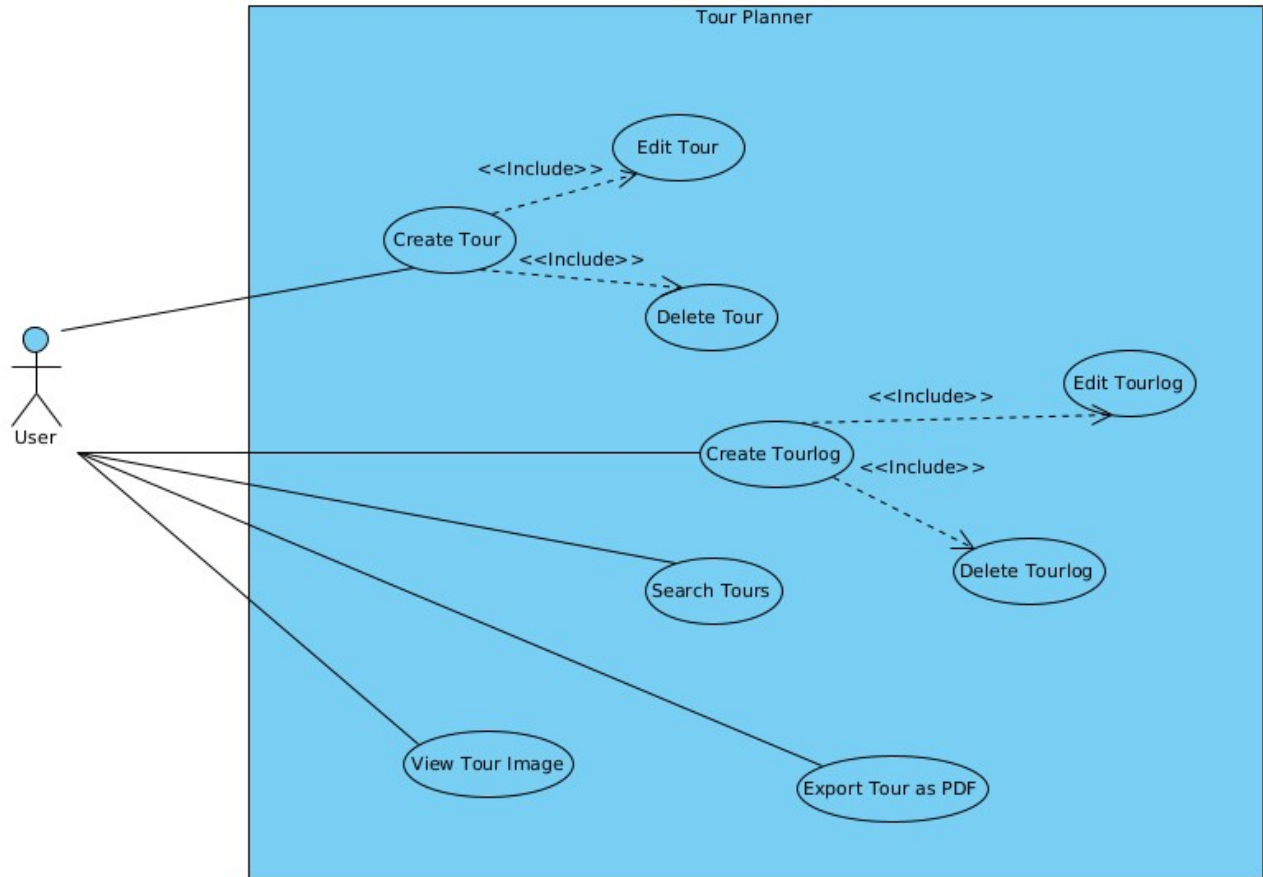 Tour Planner
Edit Tour
<<Include>>
Create Tour
<<Include>>
Delete Tour
User
Edit Tourlog
<<Include>>
Create Tourlog
<<Include>>
Delete Tourlog
Search Tours
View Tour Image
Export Tour as PDF